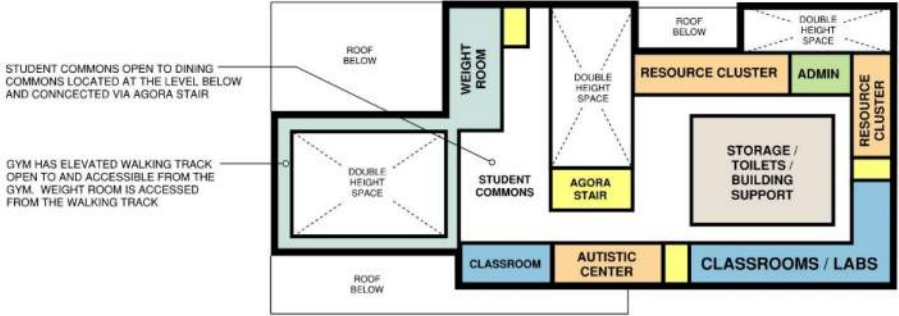 ROOF
BELOW
STUDENT COMMONS OPEN TO DINING
COMMONS LOCATED AT THE LEVEL BELOW
AND CONNCECTED VIA AGORA STAIR
GYM HAS ELEVATED WALKING TRACK
OPEN TO AND ACCESSIBLE FROM THE
GYM. WEIGHT ROOM IS ACCESSED
FROM THE WALKING TRACK
WEIGHT
ROOM
DOUBLE
HEIGHT
SPACE
DOUBLE
HEIGHT
SPACE
ROOF
BELOW
DOUBLE
HEIGHT
SPACE
RESOURCE CLUSTER
ADMIN
RESOURCE
CLUSTER
STUDENT
COMMONS
AGORA
STAIR
STORAGE /
TOILETS /
BUILDING
SUPPORT
CLASSROOM
AUTISTIC
CENTER
CLASSROOMS / LABS
ROOF
BELOW